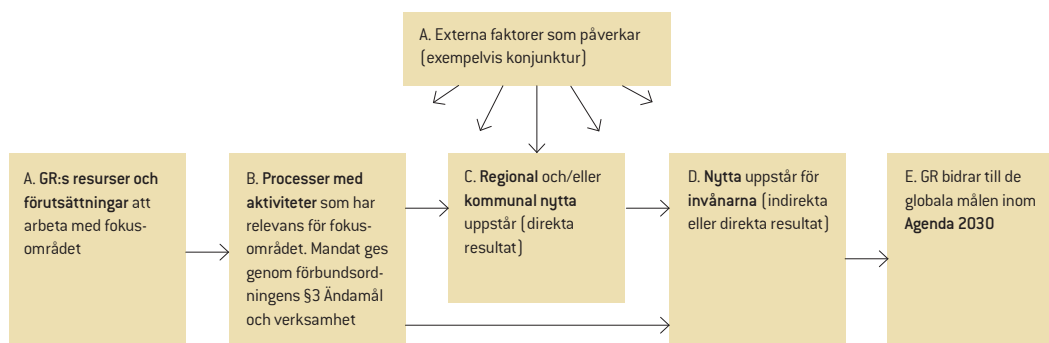 A. Externa faktorer som påverkar
(exempelvis konjunktur)
A. GR:s resurser och
förutsättningar att
arbeta med fokus-
området
B. Processer med
aktiviteter som har
relevans för fokus-
området. Mandat ges
genom förbundsord-
ningens §3 Ändamål
och verksamhet
C. Regional och/eller
kommunal nytta
uppstår (direkta
resultat)
D. Nytta uppstår för
invånarna (indirekta
eller direkta resultat)
E. GR bidrar till de
globala målen inom
Agenda 2030